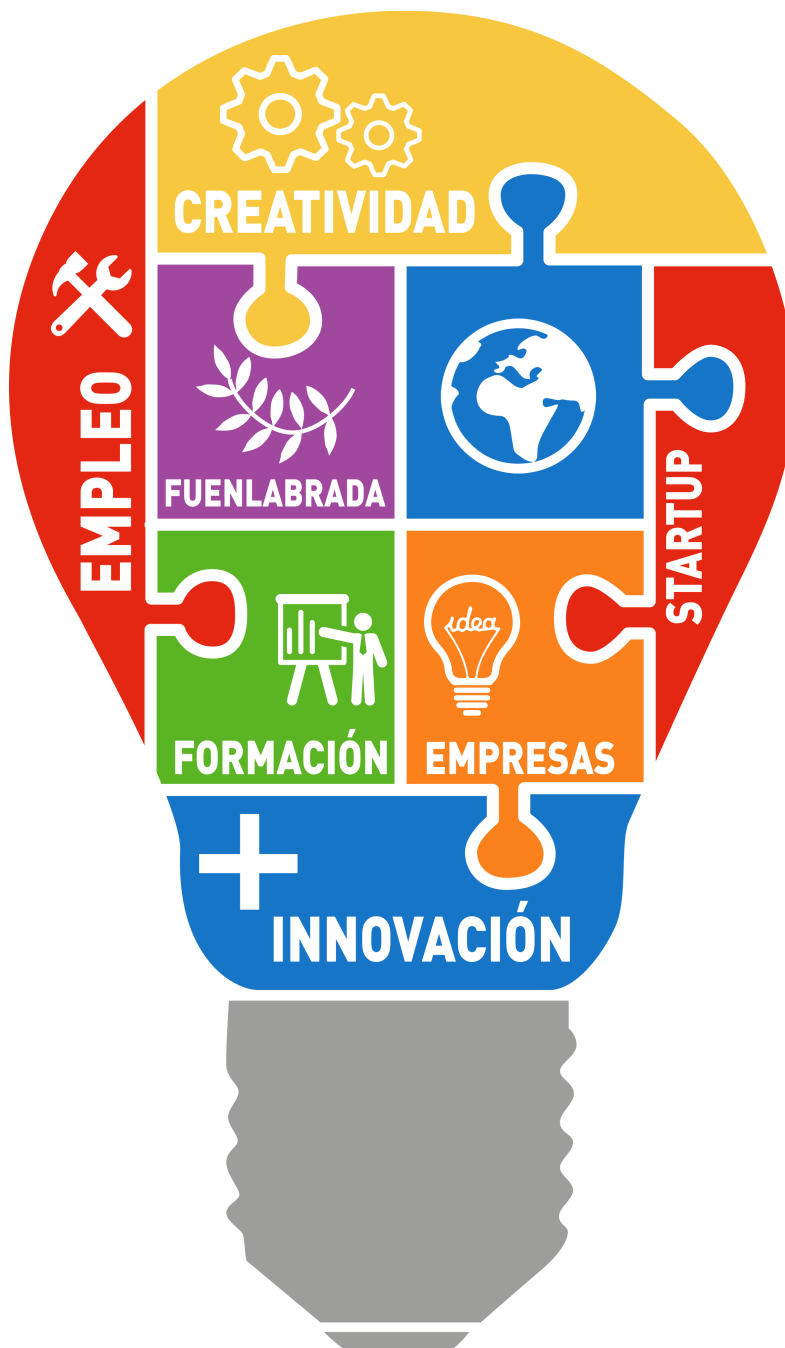 CREATIVIDAD
EMPLEO
FUENLABRADA
STARTUP
idea
FORMACIÓN
EMPRESAS
+
INNOVACIÓN